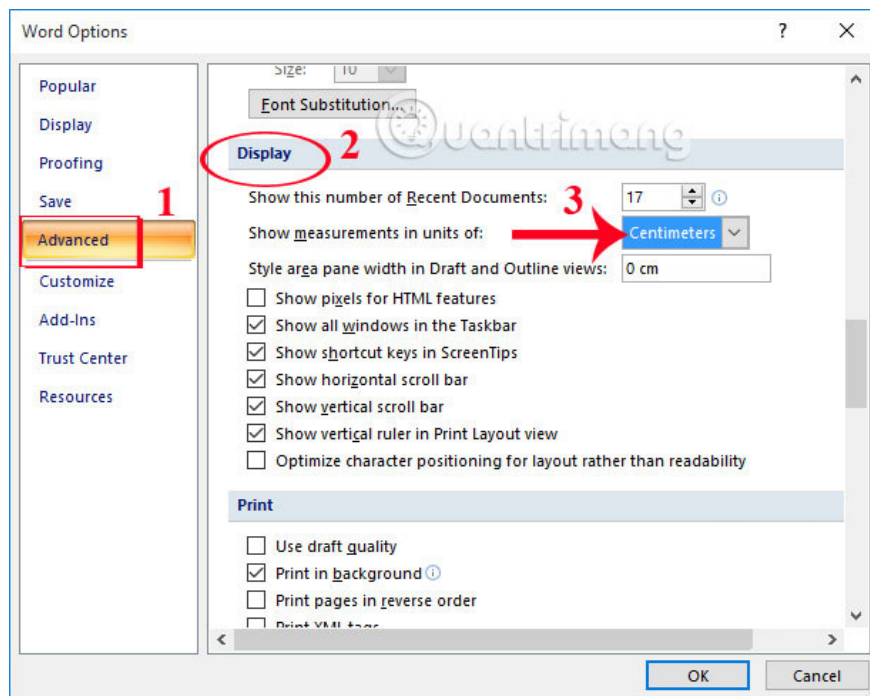 Word Options
?
Popular
Display
Proofing
Save
1
Advanced
Customize
Add-Ins
Trust Center
Resources
Size: 10
Font Substitution...
Quantrimang
Display
2
Show this number of Recent Documents: 17
3
Show measurements in units of: Centimeters
Style area pane width in Draft and Outline views: 0 cm
Show pixels for HTML features
Show all windows in the Taskbar
Show shortcut keys in ScreenTips
Show horizontal scroll bar
Show vertical scroll bar
Show vertical ruler in Print Layout view
Optimize character positioning for layout rather than readability
Print
Use draft quality
Print in background
Print pages in reverse order
Print XML tags
OK
Cancel